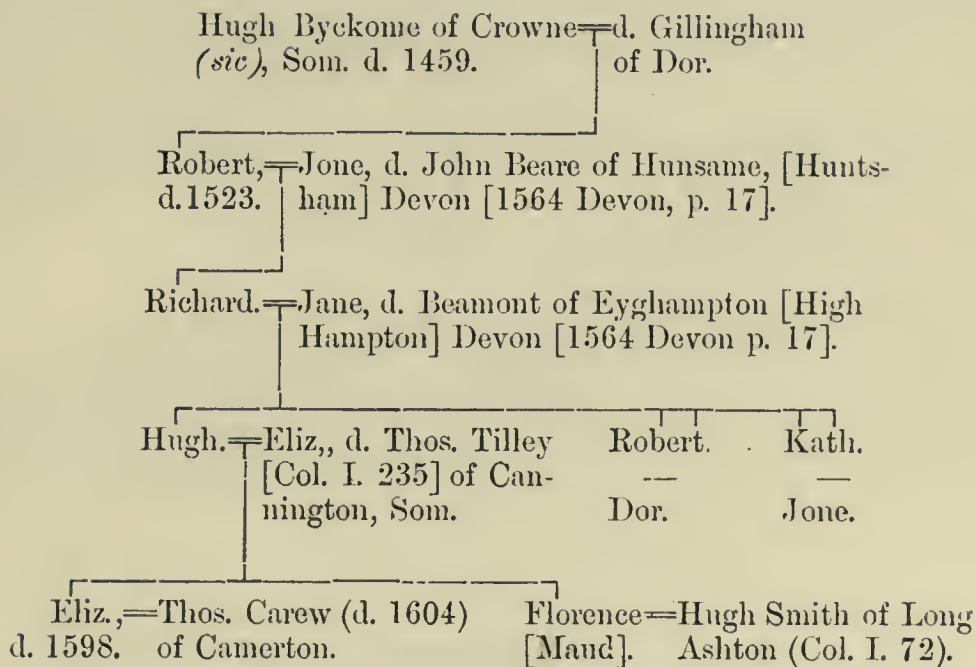 Hugh Byckome of Crowne=d. Gillingham
(sic), Som. d. 1459. of Dor.
Robert,=Jone, d. John Beare of Hunsame, [Hunts-
d.1523. ham] Devon [1564 Devon, p. 17].
Richard.=Jane, d. Beamont of Eyghampton [High
Hampton] Devon [1564 Devon p. 17].
Hugh.=Eliz,, d. Thos. Tilley Robert. Kath.
[Col. I. 235] of Can- — —
nington, Som. Dor. Jone.
Eliz.,=Thos. Carew (d. 1604) Florence=Hugh Smith of Long
d. 1598. of Camerton. [Maud]. Ashton (Col. I. 72).